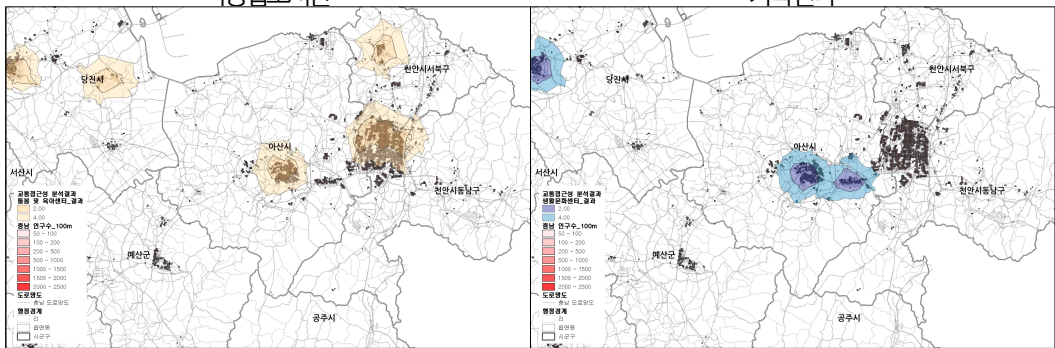 당진시
천안시서북구
아산시
서산시
천안시동남구
예산군
공주시
교통접근성 분석결과
돌봄 및 육아센터_결과
2.00
4.00
충남 인구수_100m
50 - 100
100 - 200
200 - 500
500 - 1000
1000 - 1500
1500 - 2000
2000 - 2500
도로망도
충남 도로망도
행정경계
리
읍면동
시군구
당진시
천안시서북구
아산시
서산시
천안시동남구
예산군
공주시
교통접근성 분석결과
생활문화센터_결과
2.00
4.00
충남 인구수_100m
50 - 100
100 - 200
200 - 500
500 - 1000
1000 - 1500
1500 - 2000
2000 - 2500
도로망도
충남 도로망도
행정경계
리
읍면동
시군구